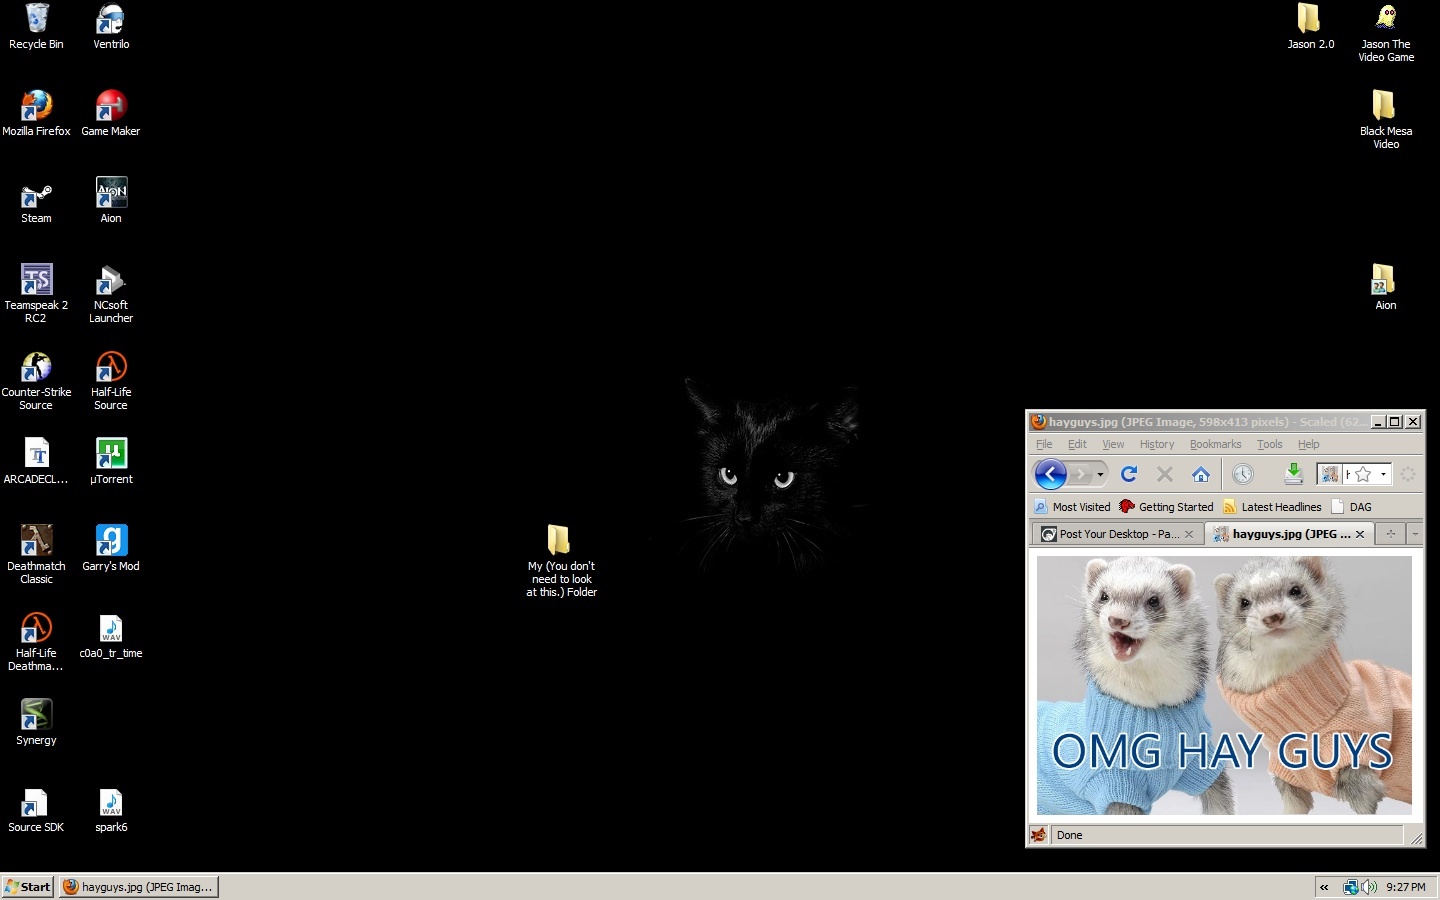 Recycle Bin
Ventrilo
Mozilla Firefox
Game Maker
Steam
AION
Aion
TS
Teamspeak 2
RC2
NCsoft
Launcher
Counter-Strike
Source
Half-Life
Source
ARCADECL...
µTorrent
Deathmatch
Classic
Garry's Mod
Half-Life
Deathma...
WAV
c0a0_tr_time
Synergy
Source SDK
WAV
spark6
My (You don't
need to look
at this.) Folder
Jason 2.0
Jason The
Video Game
Black Mesa
Video
Aion
hayguys.jpg (JPEG Image, 598x413 pixels) - Scaled (62...
File Edit View History Bookmarks Tools Help
Most Visited Getting Started Latest Headlines DAG
Post Your Desktop - Pa... hayguys.jpg (JPEG ...
OMG HAY GUYS
Done
Start hayguys.jpg (JPEG Imag... 9:27 PM